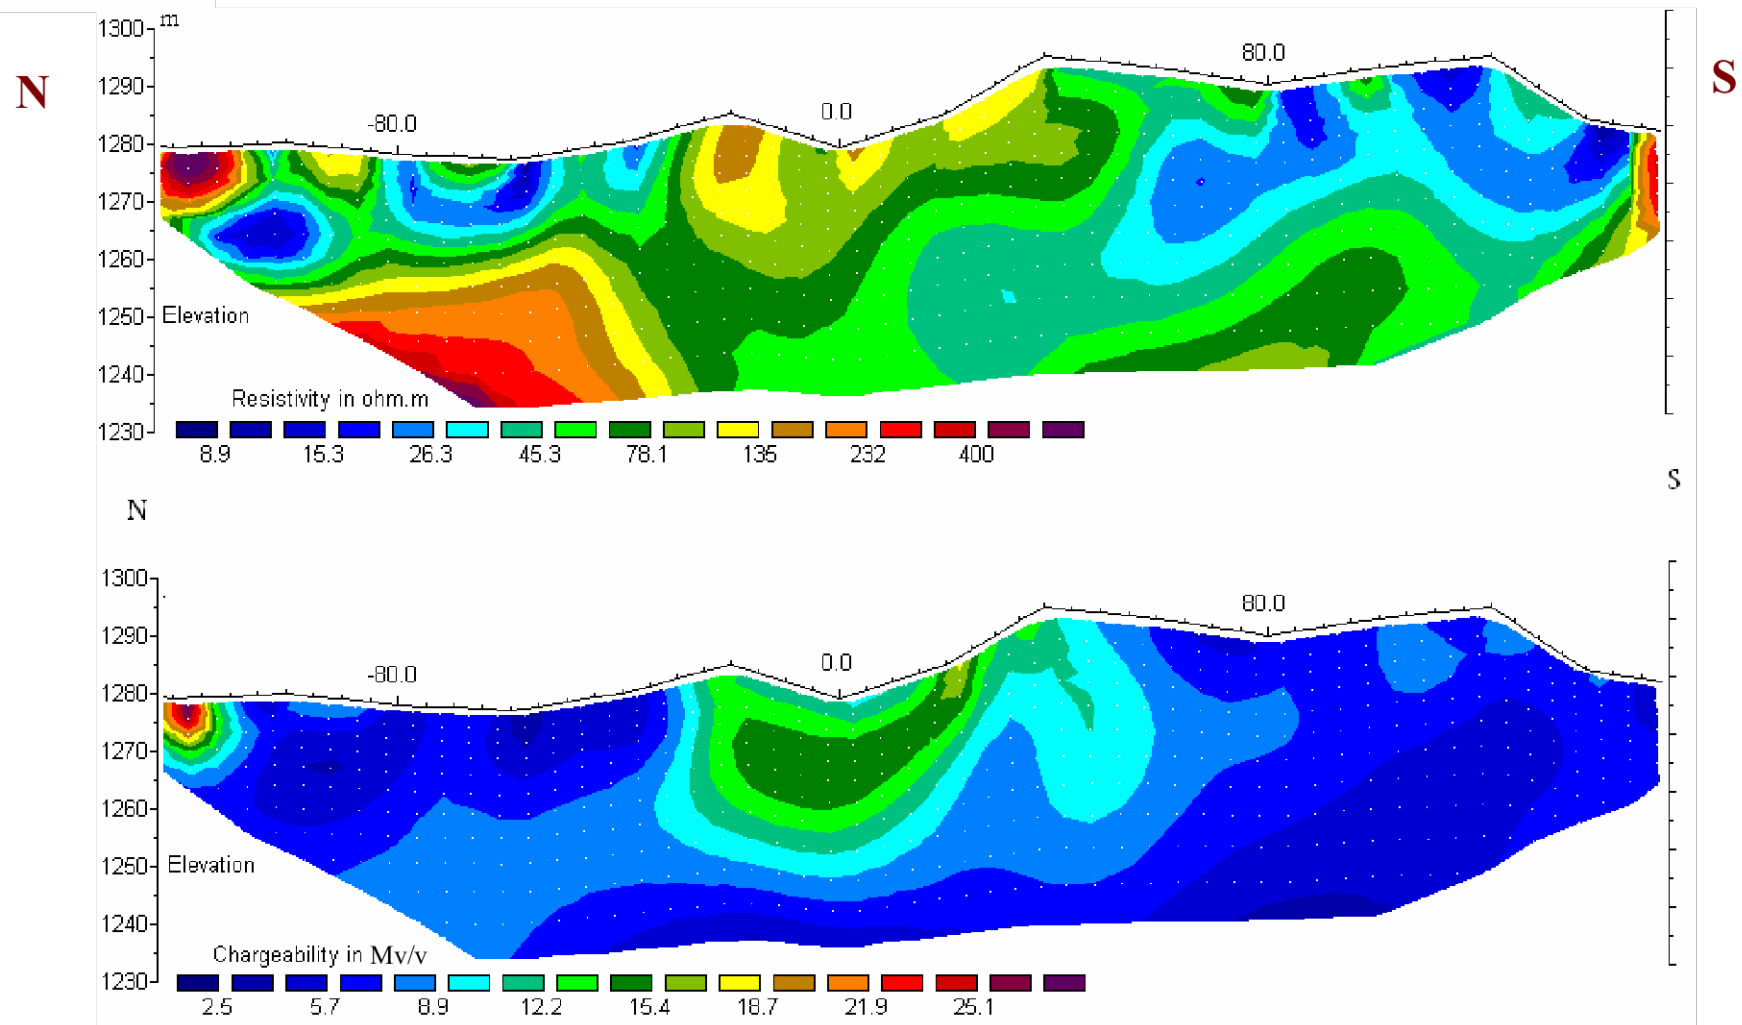 1300 m
N
S
1290
80.0
0.0
-80.0
1280
1270
1260
1250
Elevation
1240
Resistivity in ohm.m
1230
8.9 15.3 26.3 45.3 78.1 135 232 400
S
N
1300
80.0
1290
0.0
-80.0
1280
1270
1260
1250
Elevation
1240
Chargeability in Mv/v
1230
2.5 5.7 8.9 12.2 15.4 18.7 21.9 25.1